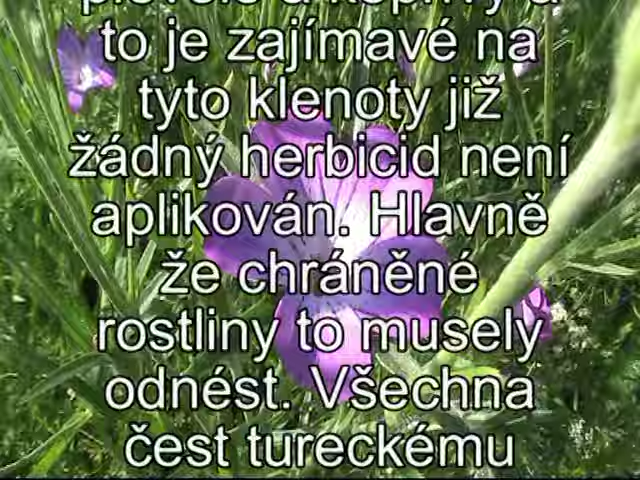 to je zajímavé na
tyto klenoty již
žádný herbicid není
aplikován. Hlavně
že chráněné
rostliny to musely
odnést. Všechna
čest tureckému